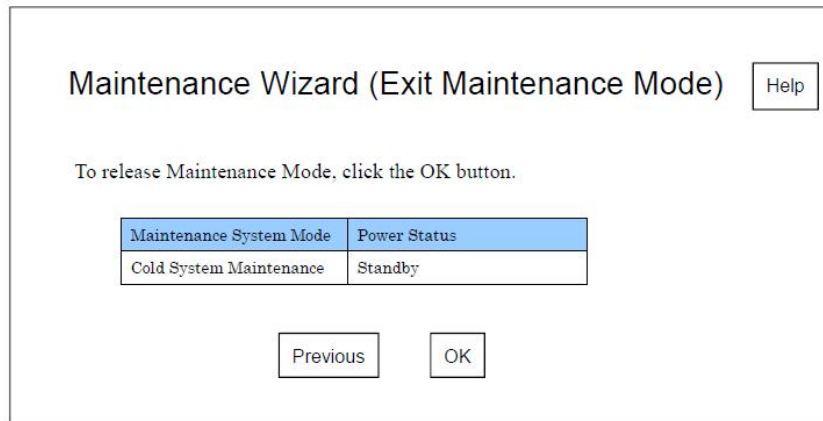 Maintenance Wizard (Exit Maintenance Mode) Help
To release Maintenance Mode, click the OK button.
Maintenance System Mode Power Status
Cold System Maintenance Standby
Previous OK